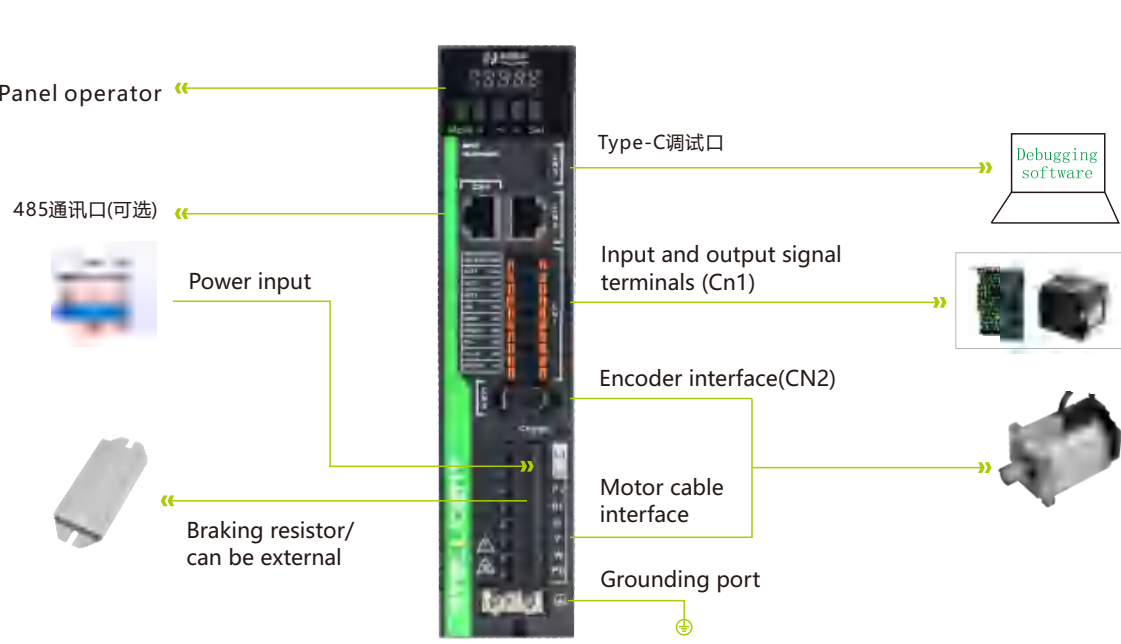 Panel operator
Type-C调试口
Debugging
software
485通讯口(可选)
Power input
Input and output signal
terminals (Cn1)
Encoder interface(CN2)
Motor cable
interface
Braking resistor/
can be external
Grounding port